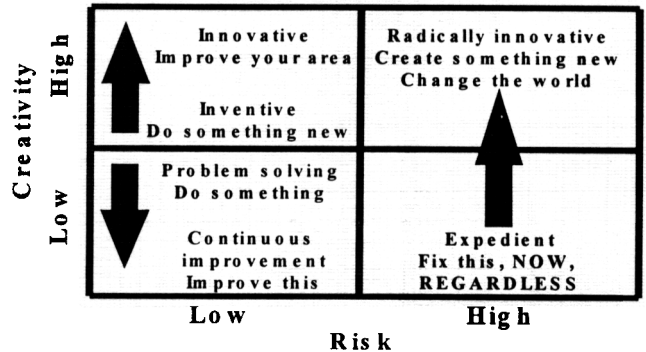 Creativity
High
Low
Innovative
Improve your area
Inventive
Do something new
Radically innovative
Create something new
Change the world
Problem solving
Do something
Continuous
improvement
Improve this
Expedient
Fix this, NOW,
REGARDLESS
Low
High
Risk